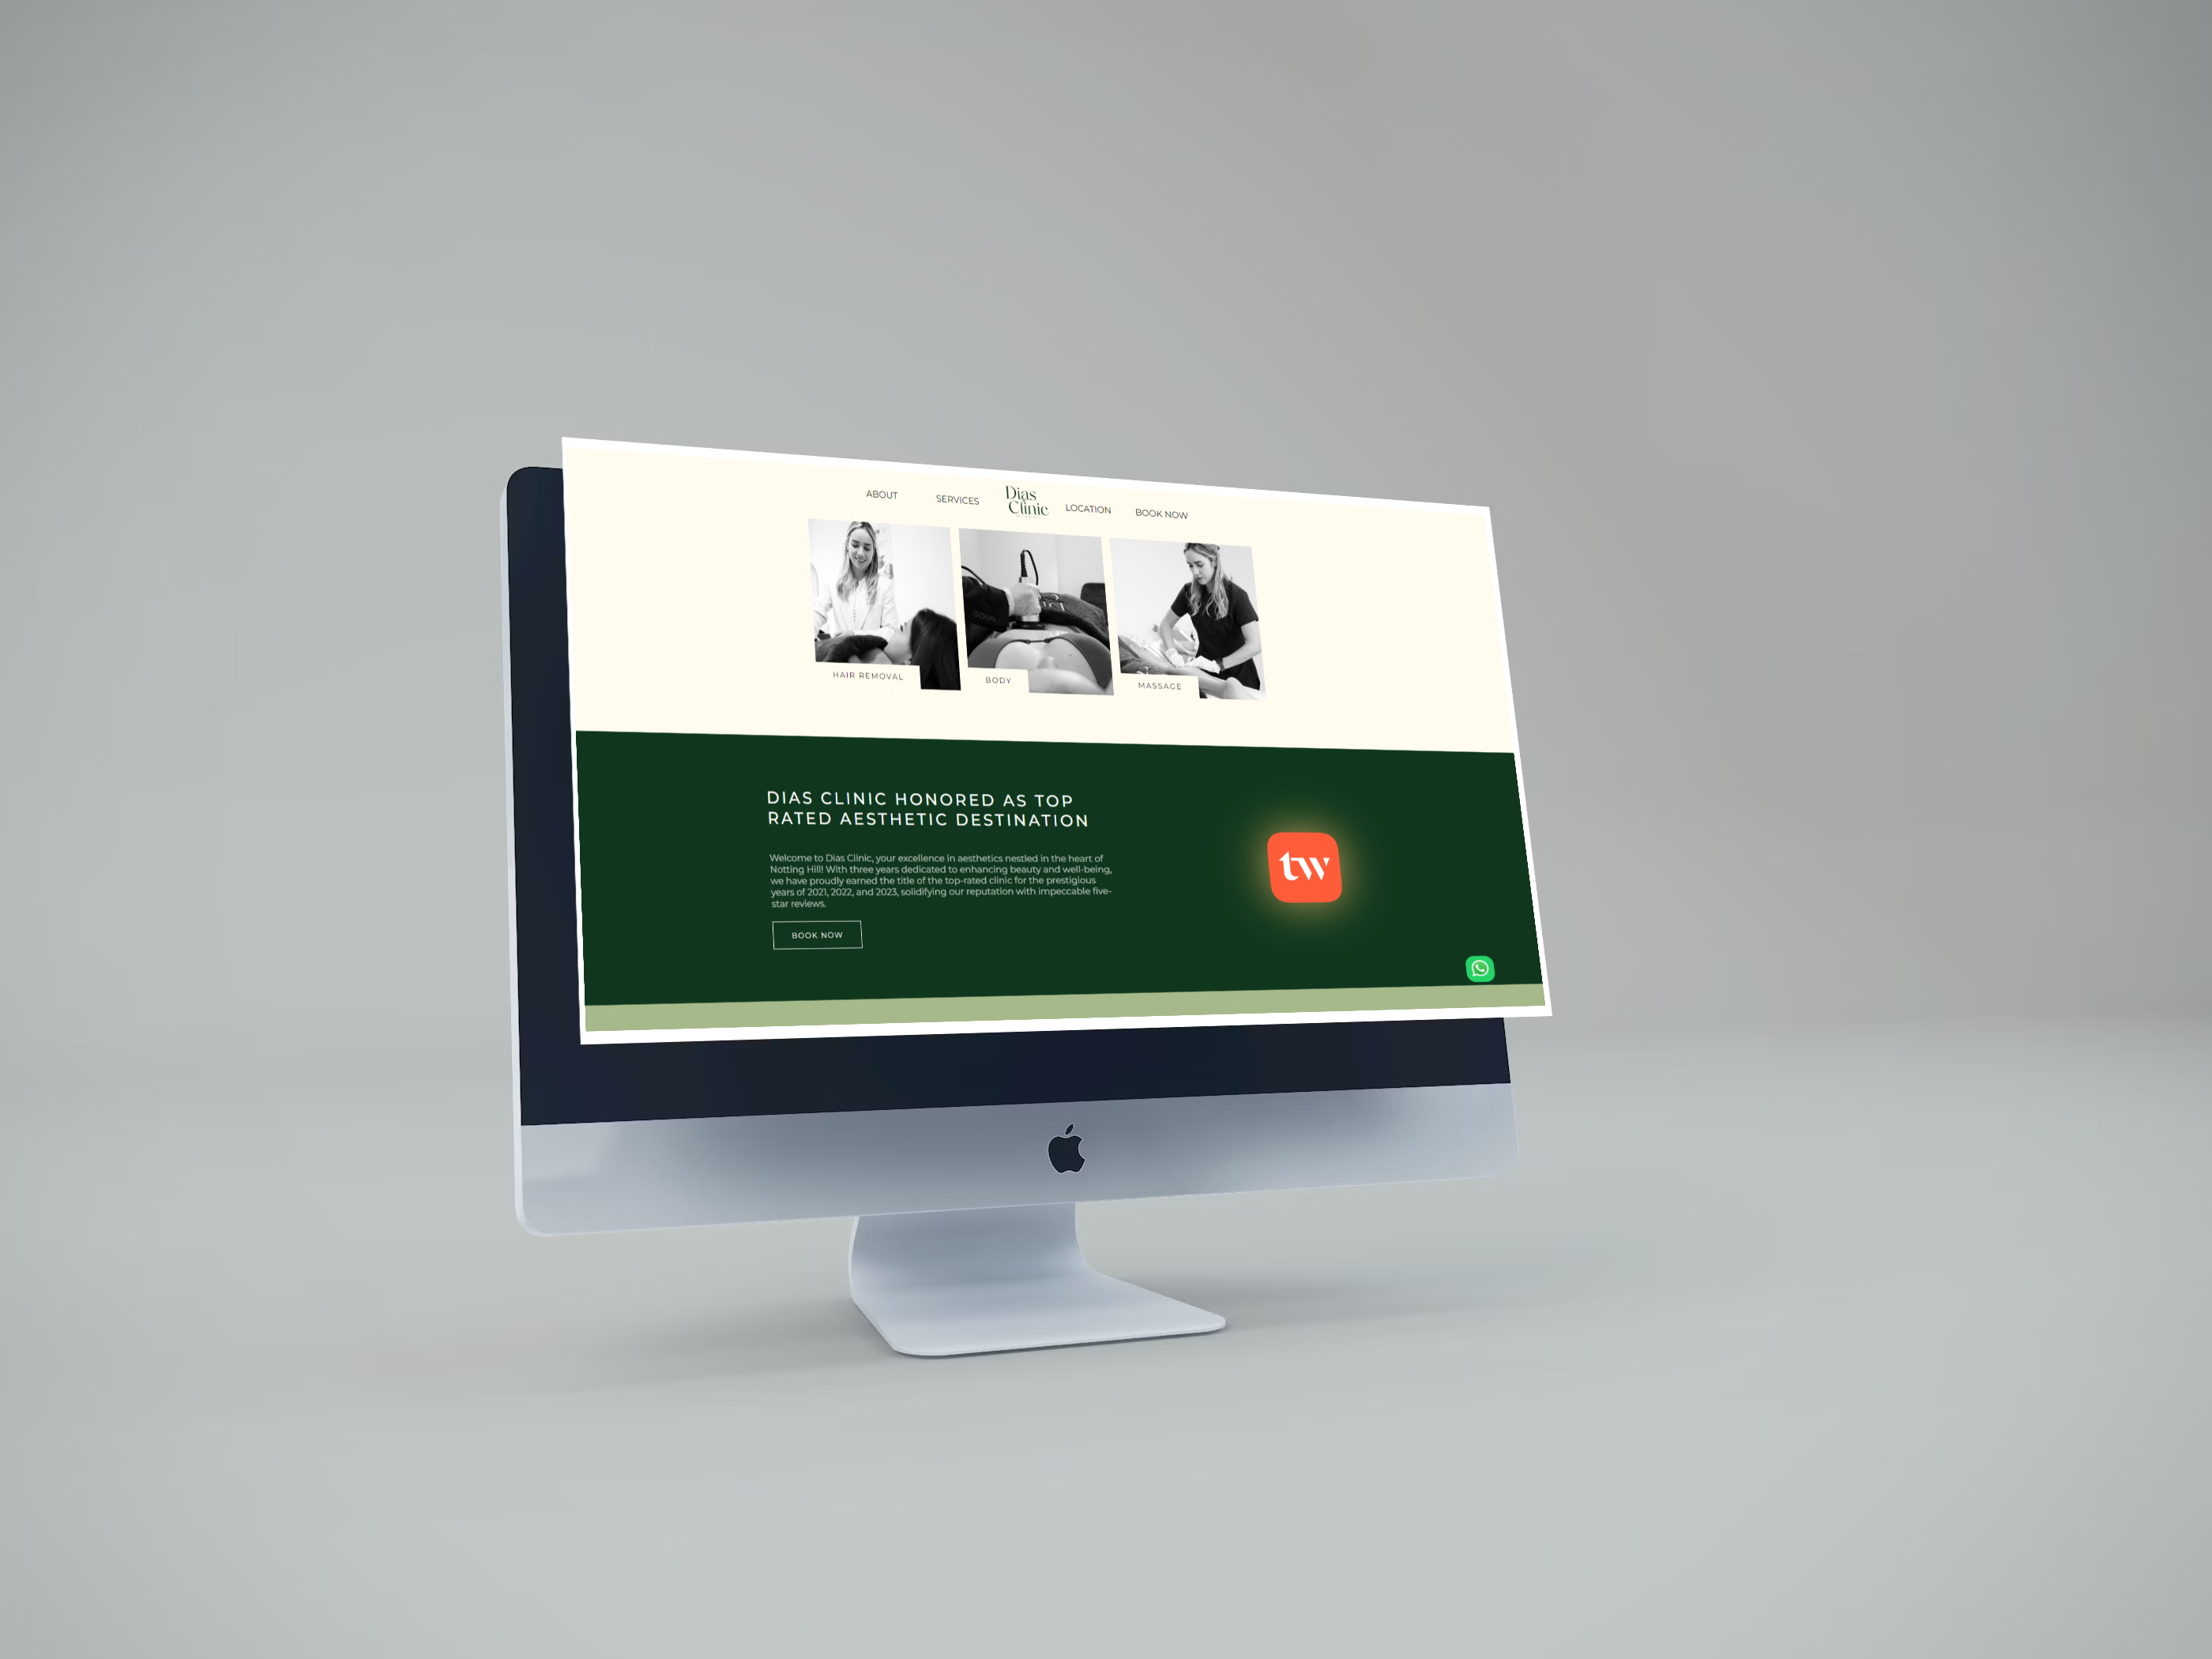 ABOUT
SERVICES
Dias
Clinic
LOCATION
BOOK NOW
HAIR REMOVAL
BODY
MASSAGE
DIAS CLINIC HONORED AS TOP
RATED AESTHETIC DESTINATION
Welcome to Dias Clinic, your excellence in aesthetics nestled in the heart of
Notting Hill! With three years dedicated to enhancing beauty and well-being,
we have proudly earned the title of the top-rated clinic for the prestigious
years of 2021, 2022, and 2023, solidifying our reputation with impeccable five-
star reviews.
BOOK NOW
tw